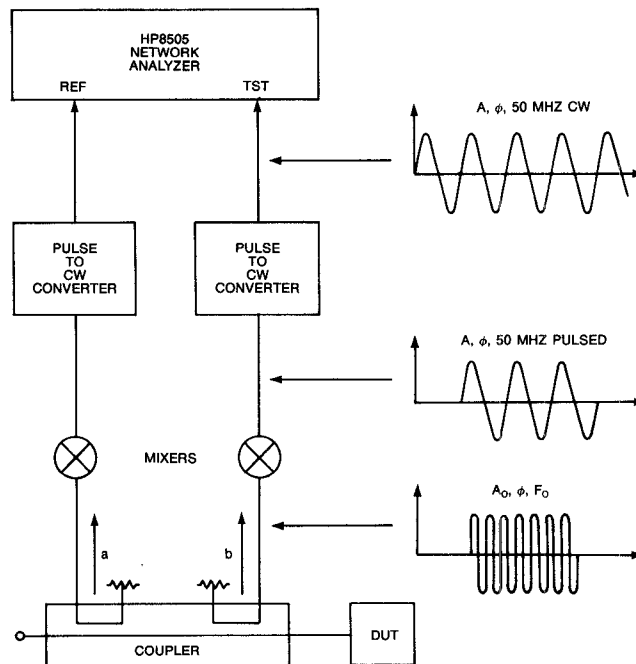 HP8505
NETWORK
ANALYZER
REF
TST
A, ϕ, 50 MHZ CW
PULSE
TO
CW
CONVERTER
PULSE
TO
CW
CONVERTER
A, ϕ, 50 MHZ PULSED
MIXERS
A₀, ϕ, F₀
a
b
COUPLER
DUT